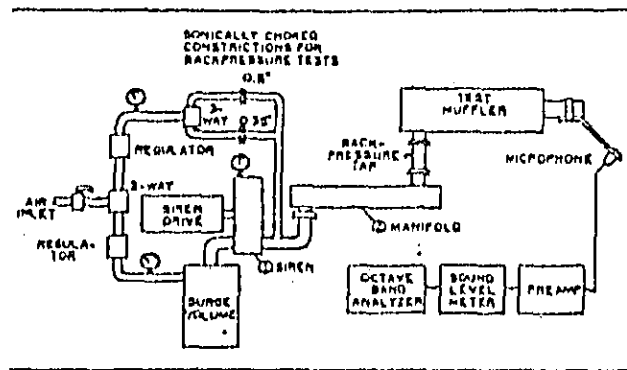 SONICALLY CHOKED
CONSTRICTIONS FOR
BACKPRESSURE TESTS
3-
WAY
REGULATOR
AIR
INLET
3-WAY
REGULA-
TOR
SIREN
DRIVE
SURGE
VOLUME
SIREN
MANIFOLD
BACK-
PRESSURE
TAP
TEST
MUFFLER
MICROPHONE
OCTAVE
BAND
ANALYZER
SOUND
LEVEL
METER
PREAMP